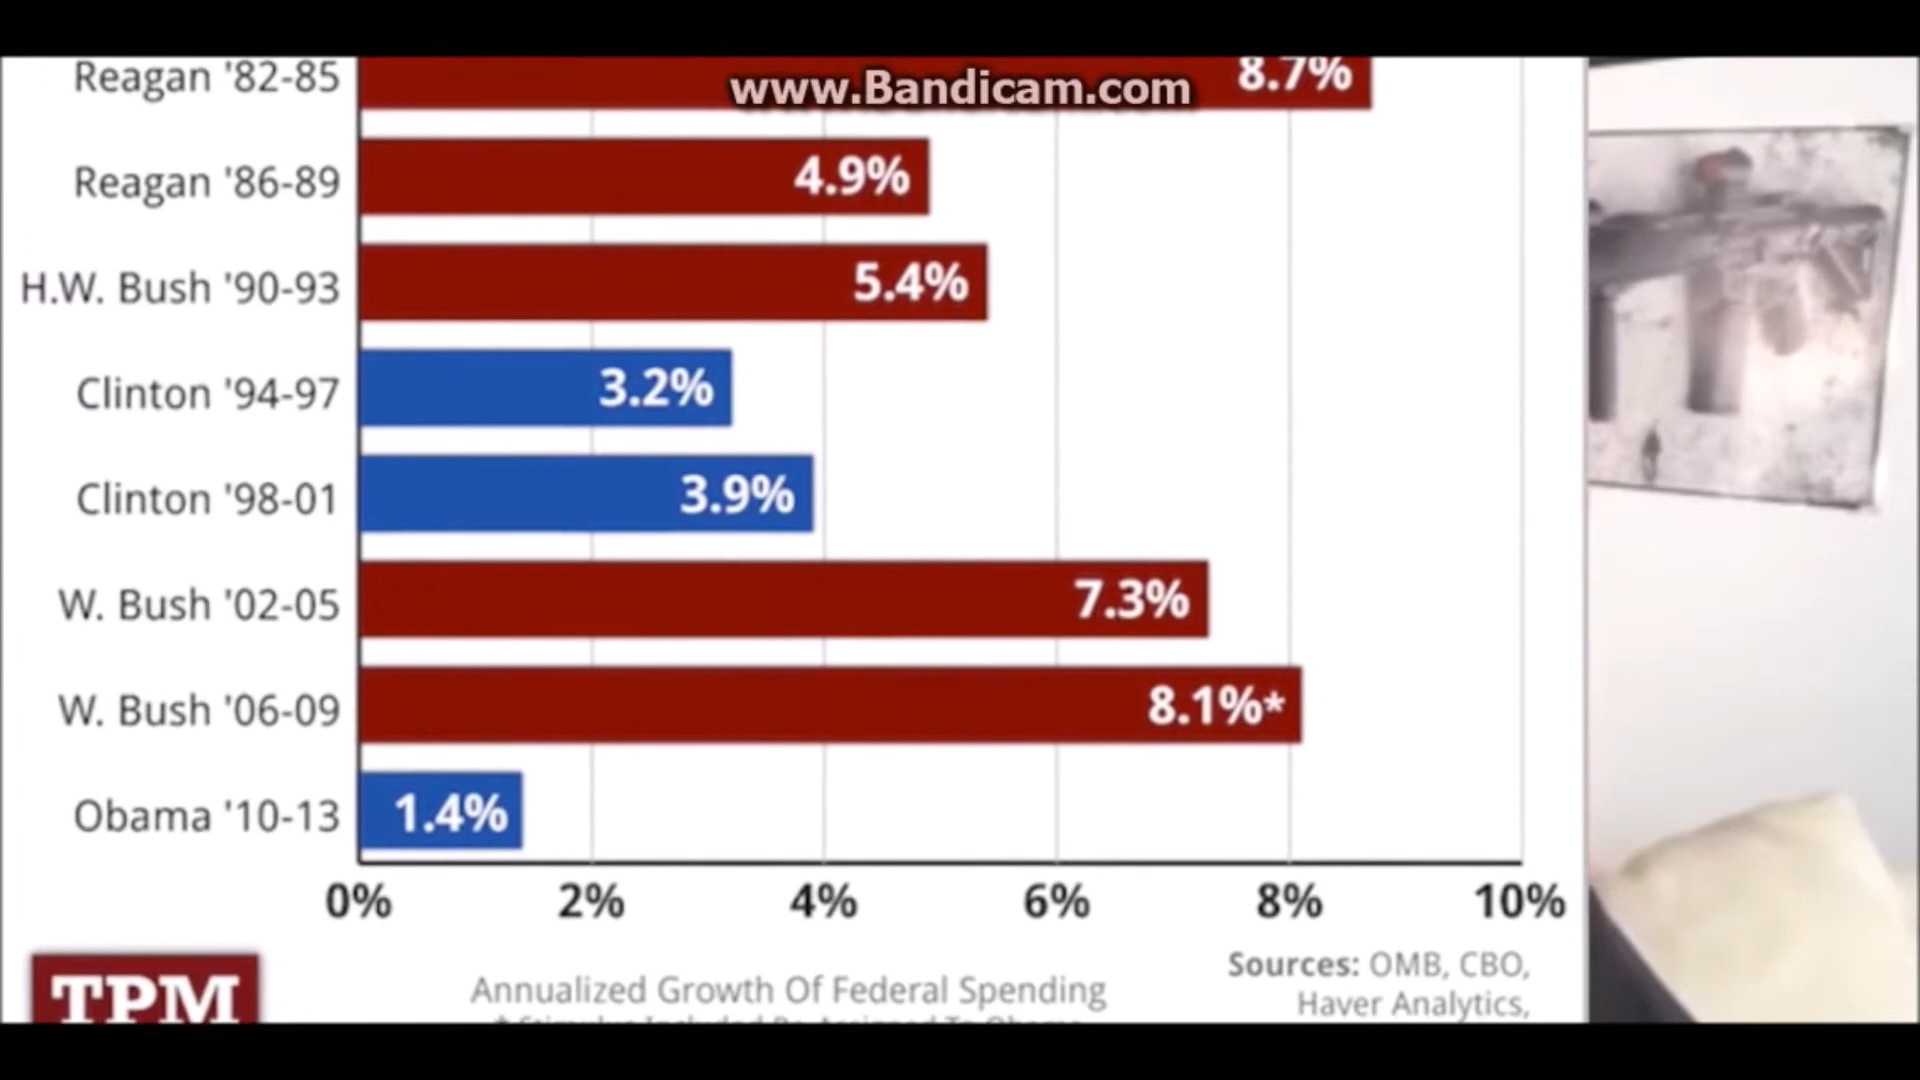 www.Bandicam.com
Reagan '82-85
8.7%
Reagan '86-89
4.9%
H.W. Bush '90-93
5.4%
Clinton '94-97
3.2%
Clinton '98-01
3.9%
W. Bush '02-05
7.3%
W. Bush '06-09
8.1%*
Obama '10-13
1.4%
0% 2% 4% 6% 8% 10%
TPM
Annualized Growth Of Federal Spending
Sources: OMB, CBO,
Haver Analytics,